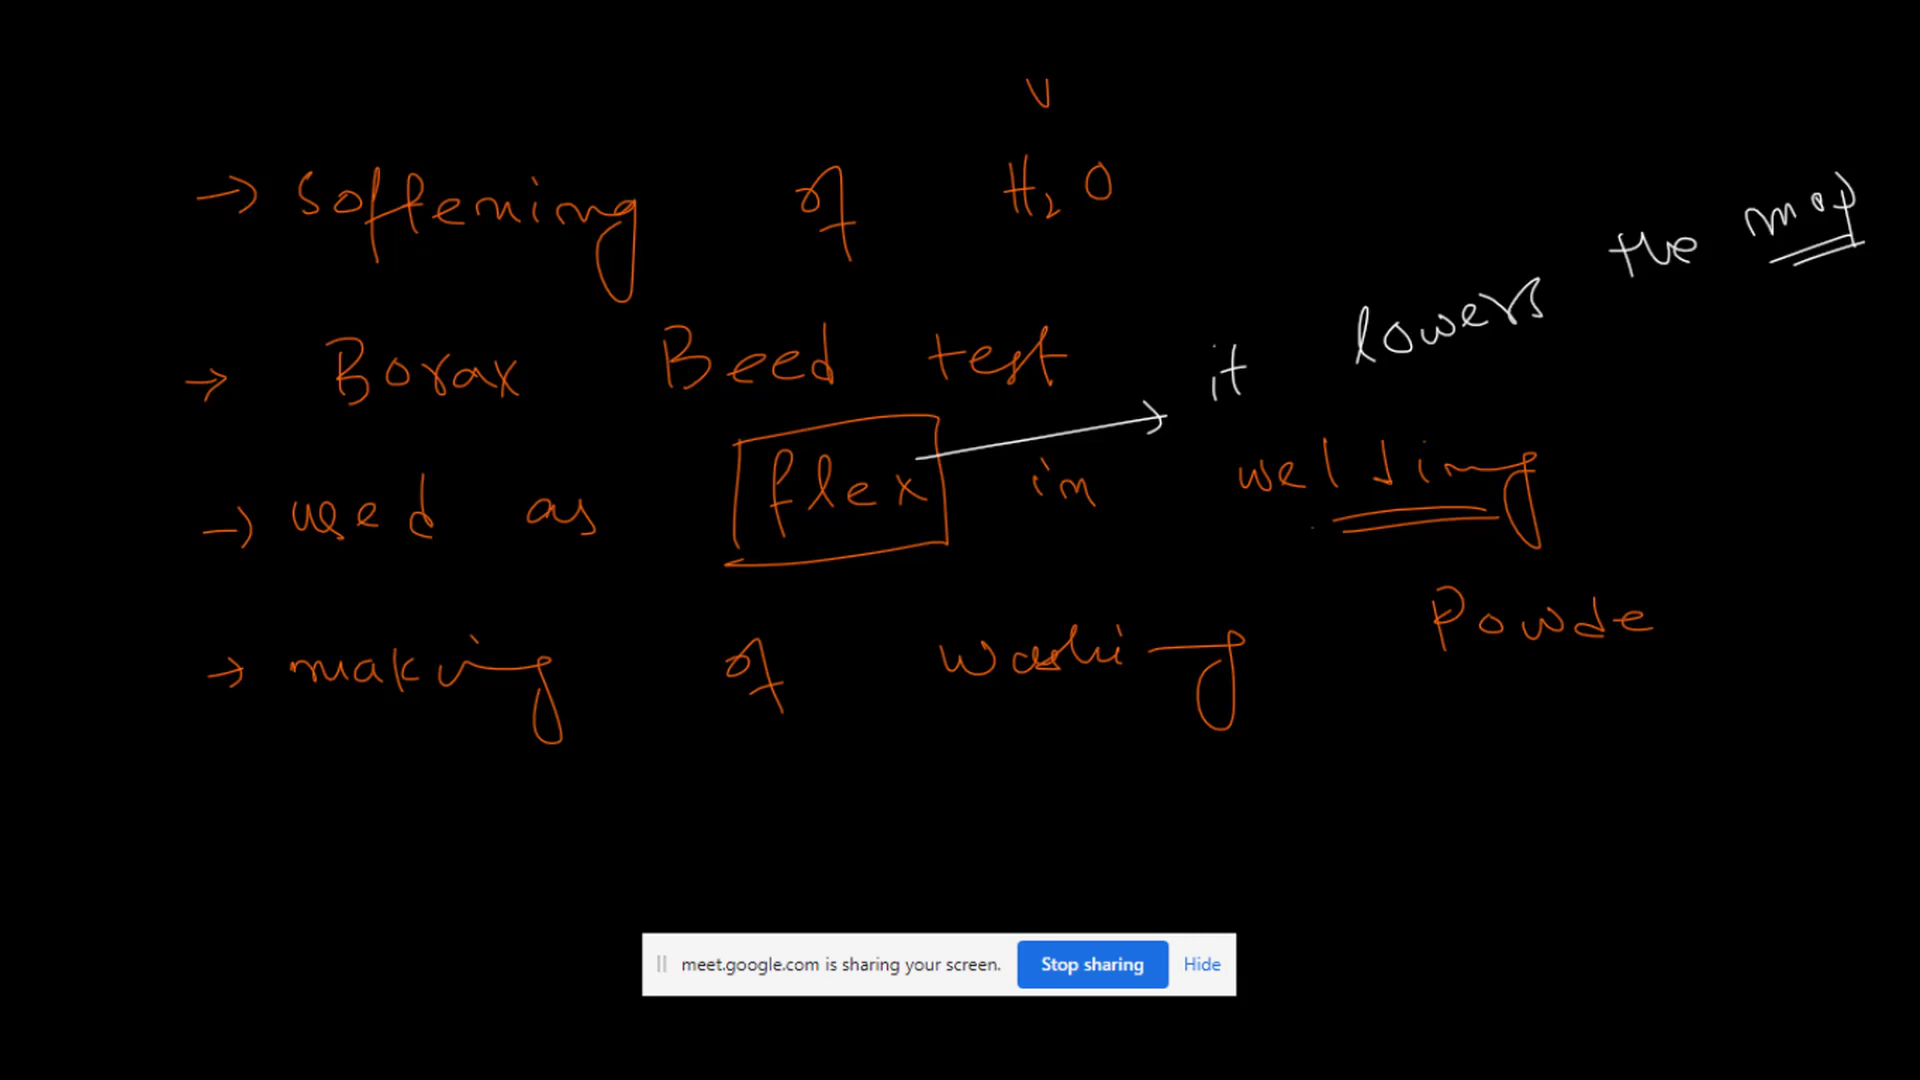 → Softening of H₂O
→ Borax Beed test
→ used as flex in welding
→ it lowers the m.p
→ making of washing Powde
meet.google.com is sharing your screen. Stop sharing Hide